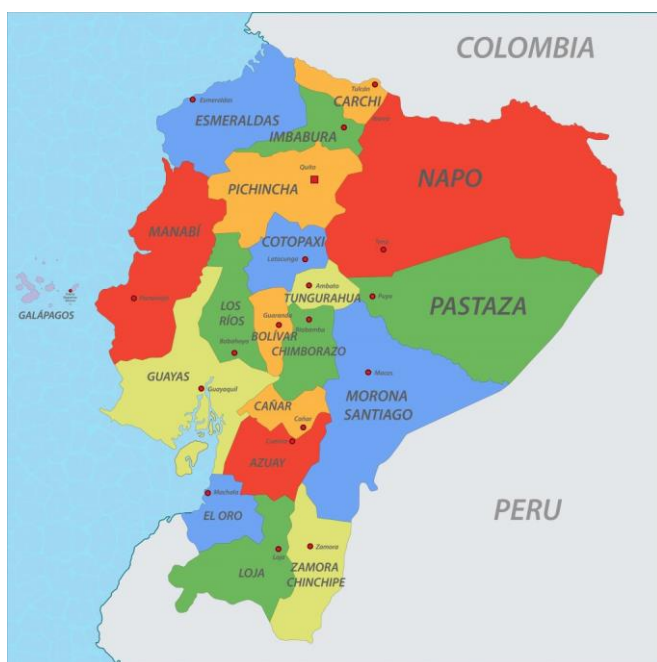 COLOMBIA
Tulcán
CARCHI
Esmeraldas
ESMERALDAS
IMBABURA
Quito
PICHINCHA
NAPO
MANABÍ
COTOPAXI
Latacunga
Tena
GALÁPAGOS
Portoviejo
Ambato
TUNGURAHUA
Puyo
PASTAZA
LOS
RÍOS
Guaranda
BOLÍVAR
Riobamba
CHIMBORAZO
Babahoyo
GUAYAS
Guayaquil
Macas
MORONA
SANTIAGO
CAÑAR
Cañar
Cuenca
AZUAY
Machala
EL ORO
PERU
Loja
LOJA
Zamora
ZAMORA
CHINCHIPE